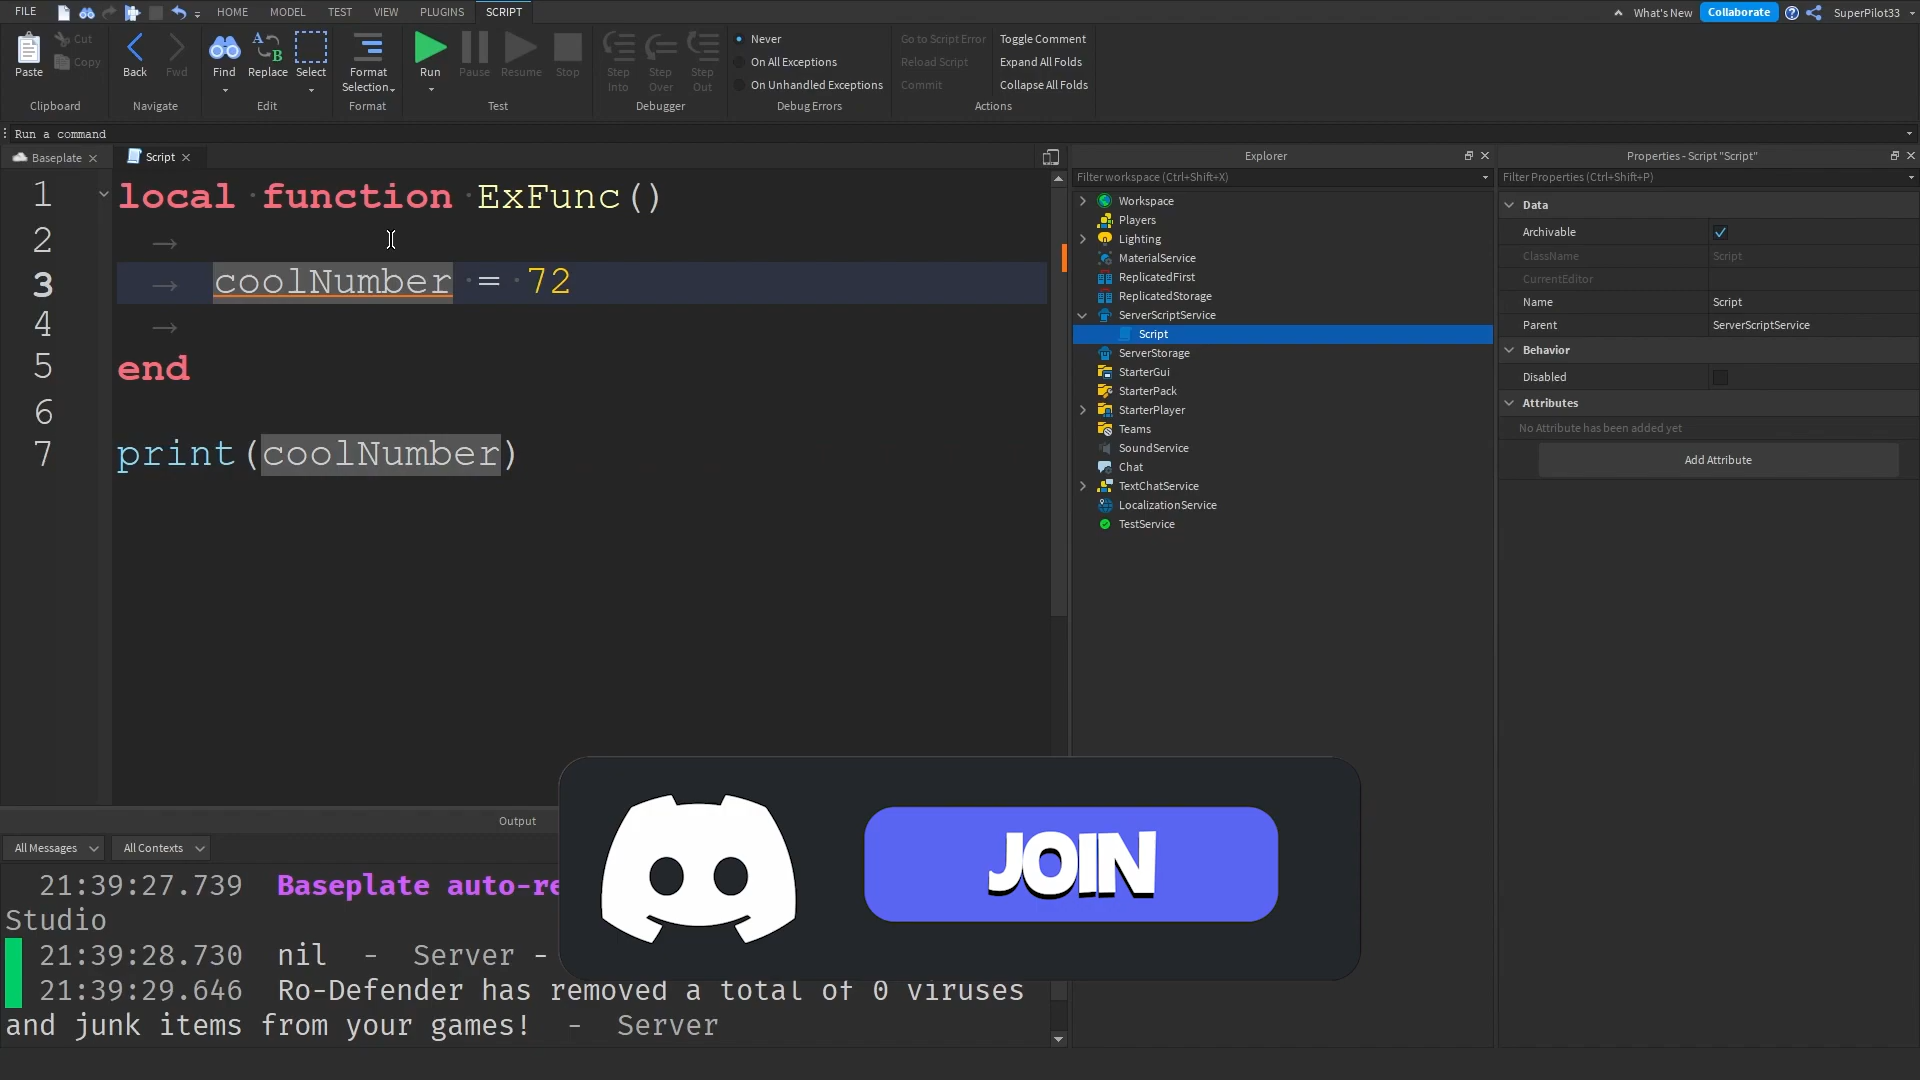 FILE HOME MODEL TEST VIEW PLUGINS SCRIPT What's New Collaborate SuperPilot33
Paste Cut Copy Clipboard
Back Fwd Navigate
Find Replace Select Edit
Format Selection Format
Run Pause Resume Stop Test
Step Into Step Over Step Out Debugger
Never
On All Exceptions
On Unhandled Exceptions
Debug Errors
Go to Script Error Toggle Comment
Reload Script Expand All Folds
Commit Collapse All Folds
Actions
Run a command
Baseplate Script
1 local function ExFunc()
2
3 coolNumber = 72
4
5 end
6
7 print(coolNumber)
Explorer
Filter workspace (Ctrl+Shift+X)
Workspace
Players
Lighting
MaterialService
ReplicatedFirst
ReplicatedStorage
ServerScriptService
Script
ServerStorage
StarterGui
StarterPack
StarterPlayer
Teams
SoundService
Chat
TextChatService
LocalizationService
TestService
Properties - Script "Script"
Filter Properties (Ctrl+Shift+P)
Data
Archivable
ClassName Script
CurrentEditor
Name Script
Parent ServerScriptService
Behavior
Disabled
Attributes
No Attribute has been added yet
Add Attribute
Output
All Messages All Contexts
21:39:27.739 Baseplate auto-re
Studio
21:39:28.730 nil - Server -
21:39:29.646 Ro-Defender has removed a total of 0 viruses
and junk items from your games! - Server
JOIN